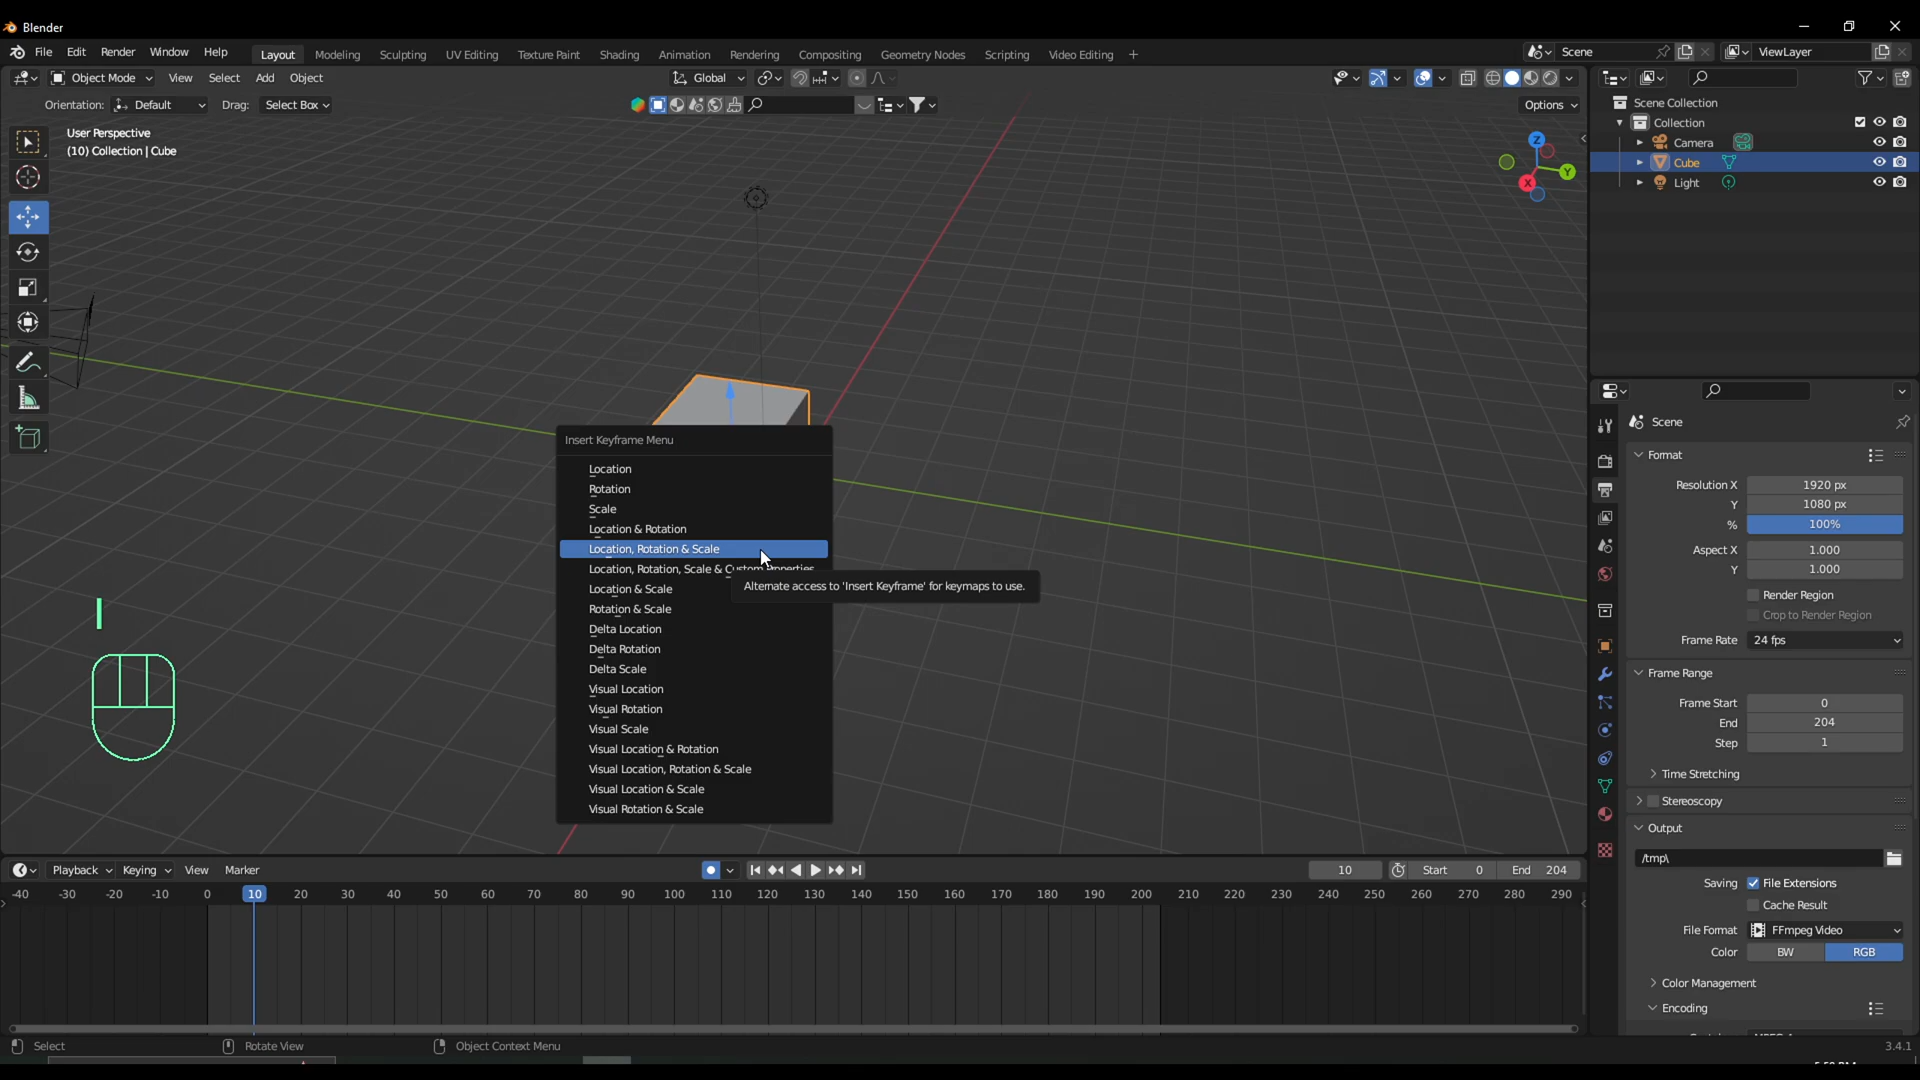 Blender
File Edit Render Window Help Layout Modeling Sculpting UV Editing Texture Paint Shading Animation Rendering Compositing Geometry Nodes Scripting Video Editing + Scene ViewLayer
Object Mode View Select Add Object Global
Orientation: Default Drag: Select Box Options
User Perspective
(10) Collection | Cube
Z
Y
X
Scene Collection
Collection
Camera
Cube
Light
Insert Keyframe Menu
Location
Rotation
Scale
Location & Rotation
Location, Rotation & Scale
Location, Rotation, Scale & Custom Properties
Alternate access to 'Insert Keyframe' for keymaps to use.
Location & Scale
Rotation & Scale
Delta Location
Delta Rotation
Delta Scale
Visual Location
Visual Rotation
Visual Scale
Visual Location & Rotation
Visual Location, Rotation & Scale
Visual Location & Scale
Visual Rotation & Scale
I
Scene
Format
Resolution X 1920 px
Y 1080 px
% 100%
Aspect X 1.000
Y 1.000
Render Region
Crop to Render Region
Frame Rate 24 fps
Frame Range
Frame Start 0
End 204
Step 1
Time Stretching
Stereoscopy
Output
/tmp\
Saving File Extensions
Cache Result
File Format FFmpeg Video
Color BW RGB
Color Management
Encoding
Playback Keying View Marker 10 Start 0 End 204
-40 -30 -20 -10 0 10 20 30 40 50 60 70 80 90 100 110 120 130 140 150 160 170 180 190 200 210 220 230 240 250 260 270 280 290
Select Rotate View Object Context Menu 3.4.1